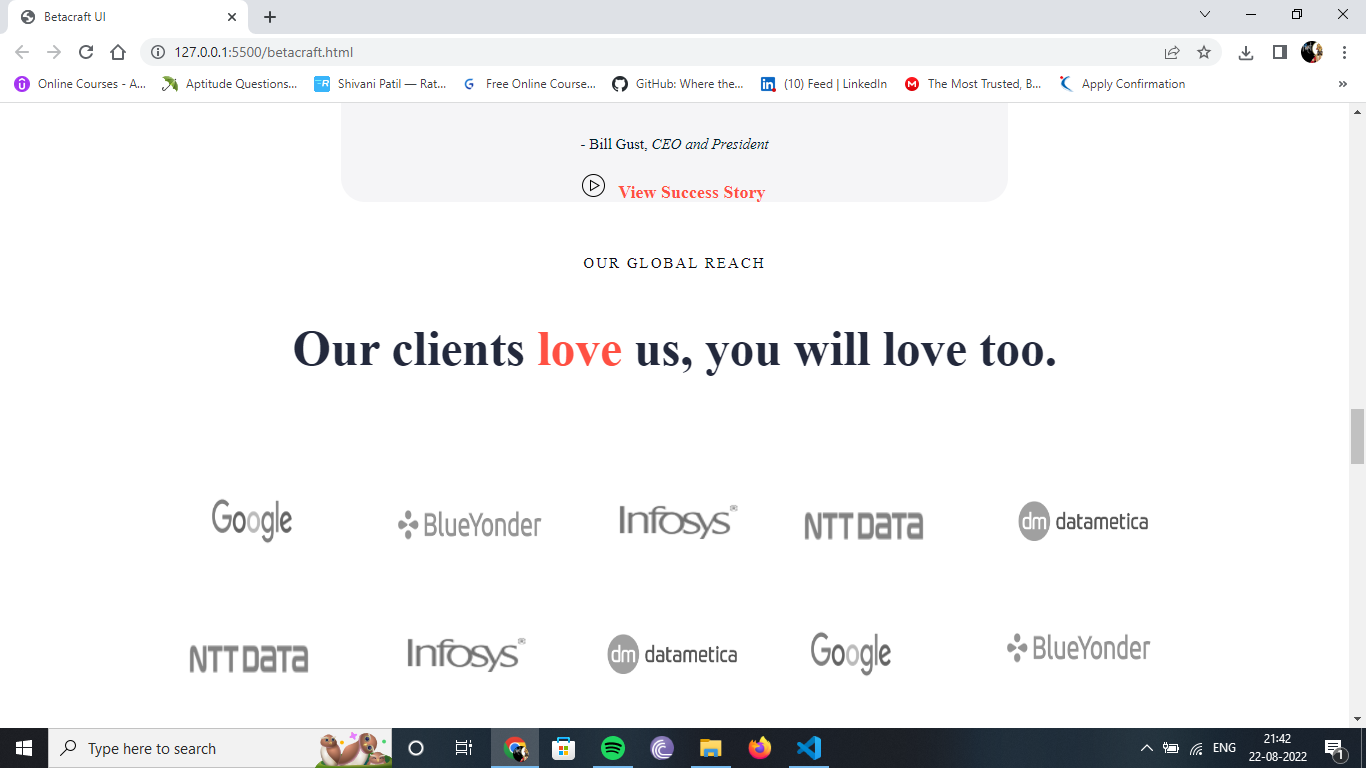 Betacraft UI
127.0.0.1:5500/betacraft.html
Online Courses - A... Aptitude Questions... Shivani Patil — Rat... Free Online Course... GitHub: Where the... (10) Feed | LinkedIn The Most Trusted, B... Apply Confirmation »
- Bill Gust, CEO and President
View Success Story
OUR GLOBAL REACH
Our clients love us, you will love too.
Google BlueYonder Infosys® NTT DATA dm datametica
NTT DATA Infosys® dm datametica Google BlueYonder
Type here to search
ENG
21:42
22-08-2022
1